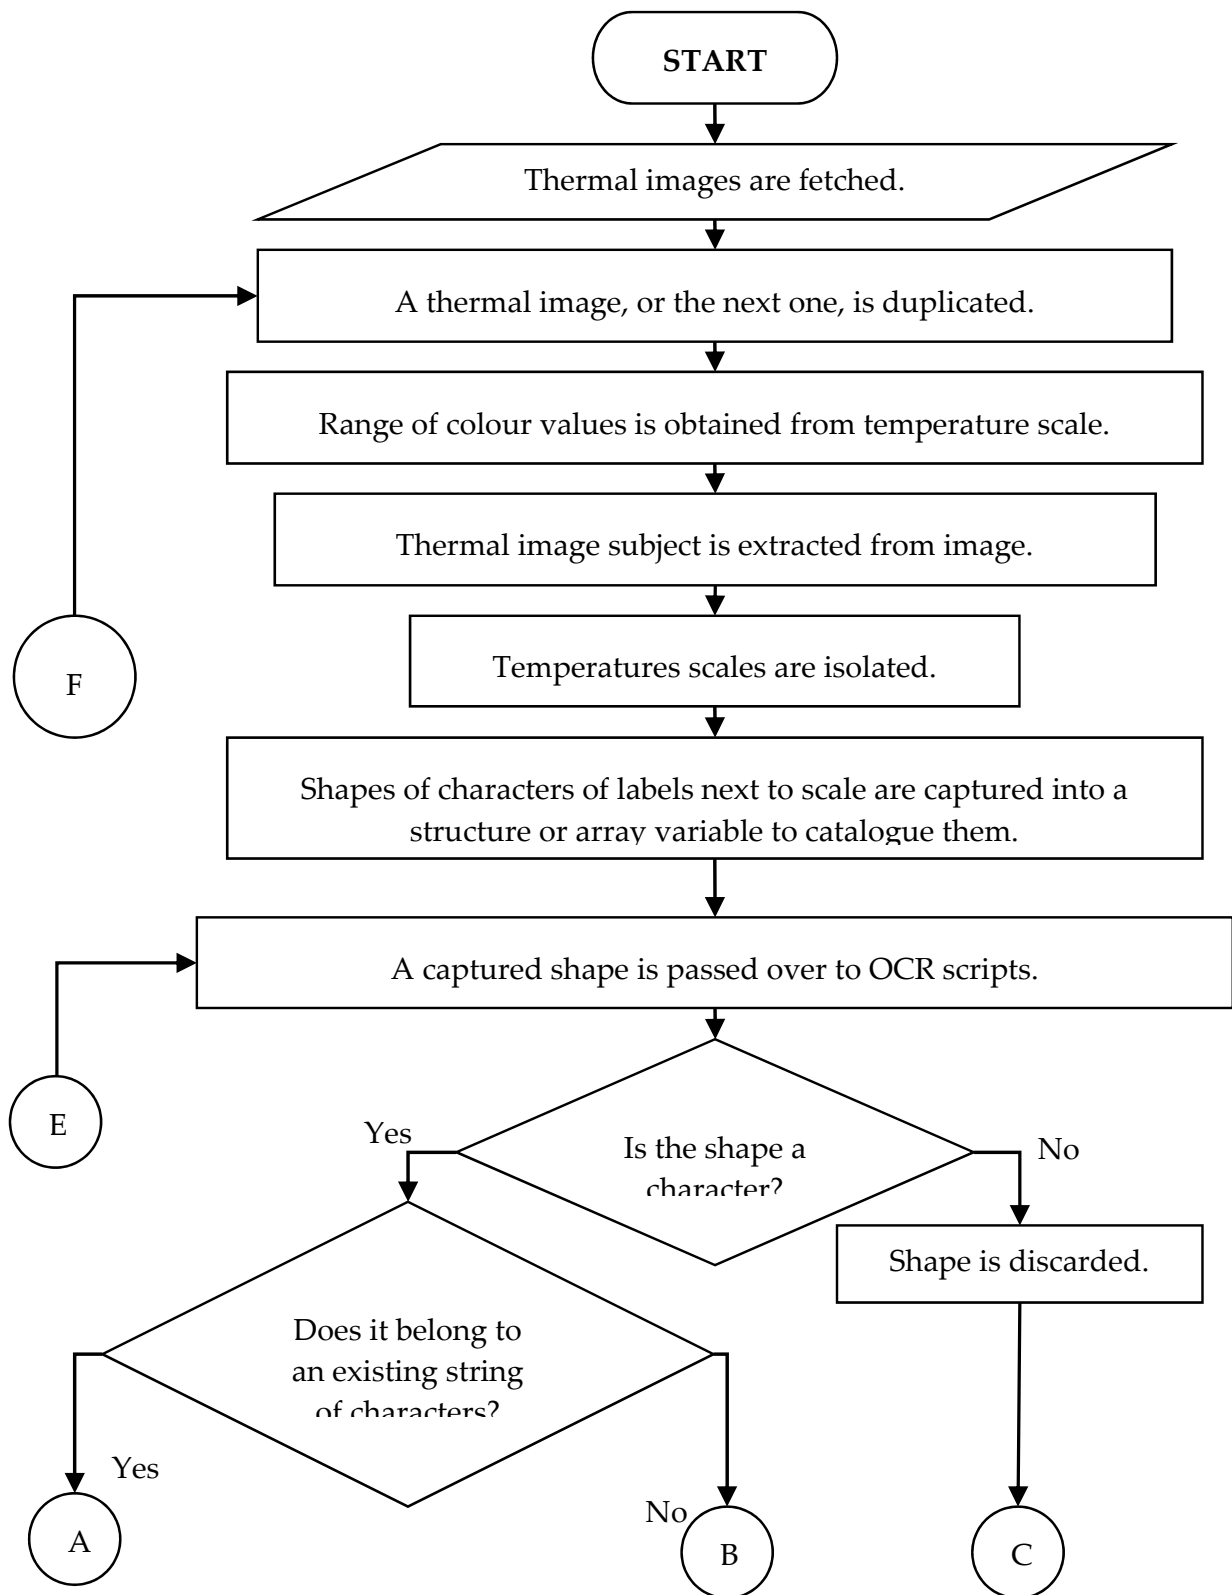 START
Thermal images are fetched.
A thermal image, or the next one, is duplicated.
Range of colour values is obtained from temperature scale.
Thermal image subject is extracted from image.
Temperatures scales are isolated.
F
Shapes of characters of labels next to scale are captured into a
structure or array variable to catalogue them.
A captured shape is passed over to OCR scripts.
E
Yes
Is the shape a
character?
No
Shape is discarded.
Does it belong to
an existing string
of characters?
Yes
No
A
B
C